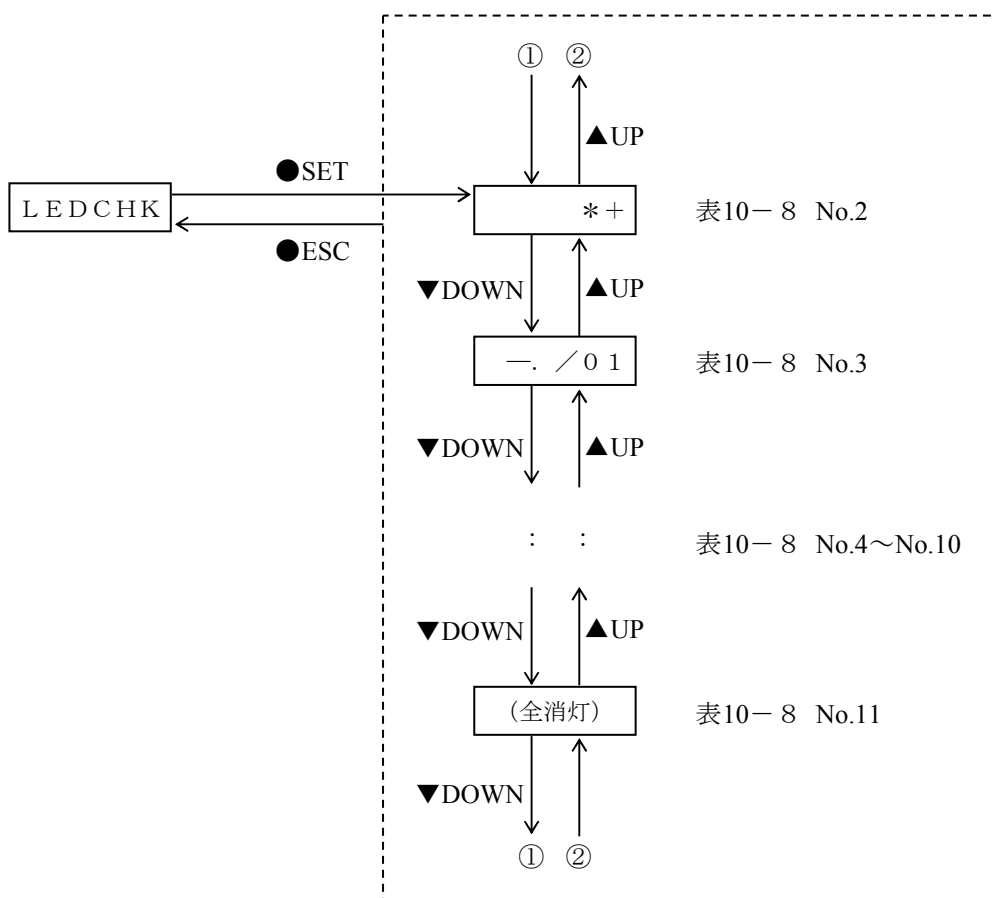 ① ②
▲UP
●SET
ＬＥＤＣＨＫ
＊＋
表10－８ No.2
●ESC
▼DOWN ▲UP
―．／０１
表10－８ No.3
▼DOWN ▲UP
： ：
表10－８ No.4～No.10
▼DOWN ▲UP
（全消灯）
表10－８ No.11
▼DOWN
① ②